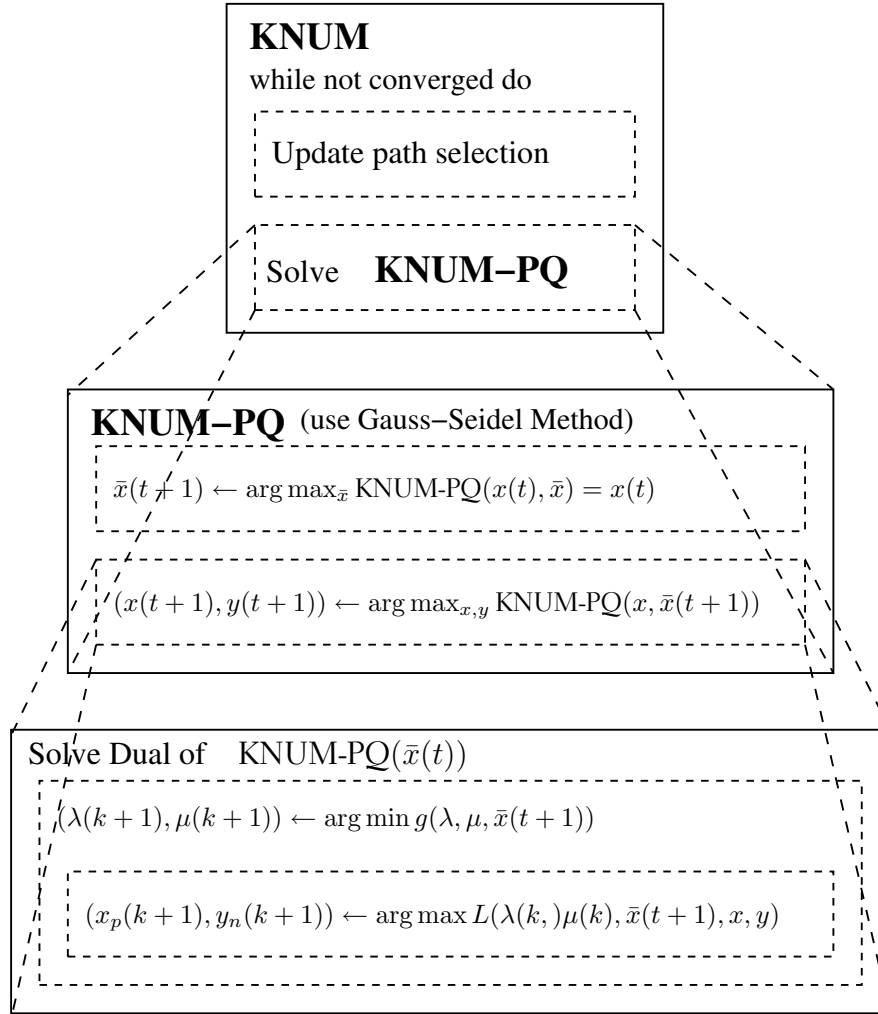 KNUM
while not converged do
Update path selection
Solve KNUM–PQ
KNUM–PQ (use Gauss–Seidel Method)
x̄(t + 1) ← arg max_x̄ KNUM-PQ(x(t), x̄) = x(t)
(x(t + 1), y(t + 1)) ← arg max_{x,y} KNUM-PQ(x, x̄(t + 1))
Solve Dual of KNUM-PQ(x̄(t))
(λ(k + 1), μ(k + 1)) ← arg min g(λ, μ, x̄(t + 1))
(x_p(k + 1), y_n(k + 1)) ← arg max L(λ(k, )μ(k), x̄(t + 1), x, y)